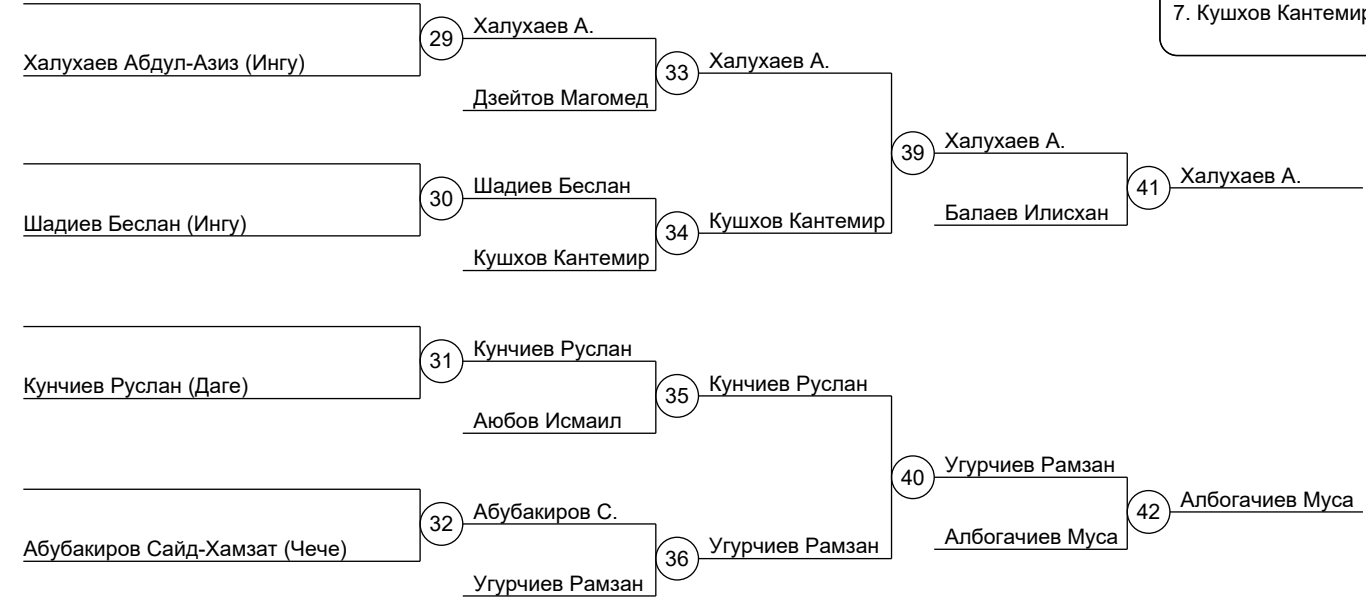 7. Кушхов Кантемир
29
Халухаев А.
Халухаев Абдул-Азиз (Ингу)
33
Халухаев А.
Дзейтов Магомед
39
Халухаев А.
30
Шадиев Беслан
41
Халухаев А.
Шадиев Беслан (Ингу)
34
Кушхов Кантемир
Балаев Илисхан
Кушхов Кантемир
31
Кунчиев Руслан
Кунчиев Руслан (Даге)
35
Кунчиев Руслан
Аюбов Исмаил
40
Угурчиев Рамзан
32
Абубакиров С.
42
Албогачиев Муса
Абубакиров Сайд-Хамзат (Чече)
36
Угурчиев Рамзан
Албогачиев Муса
Угурчиев Рамзан